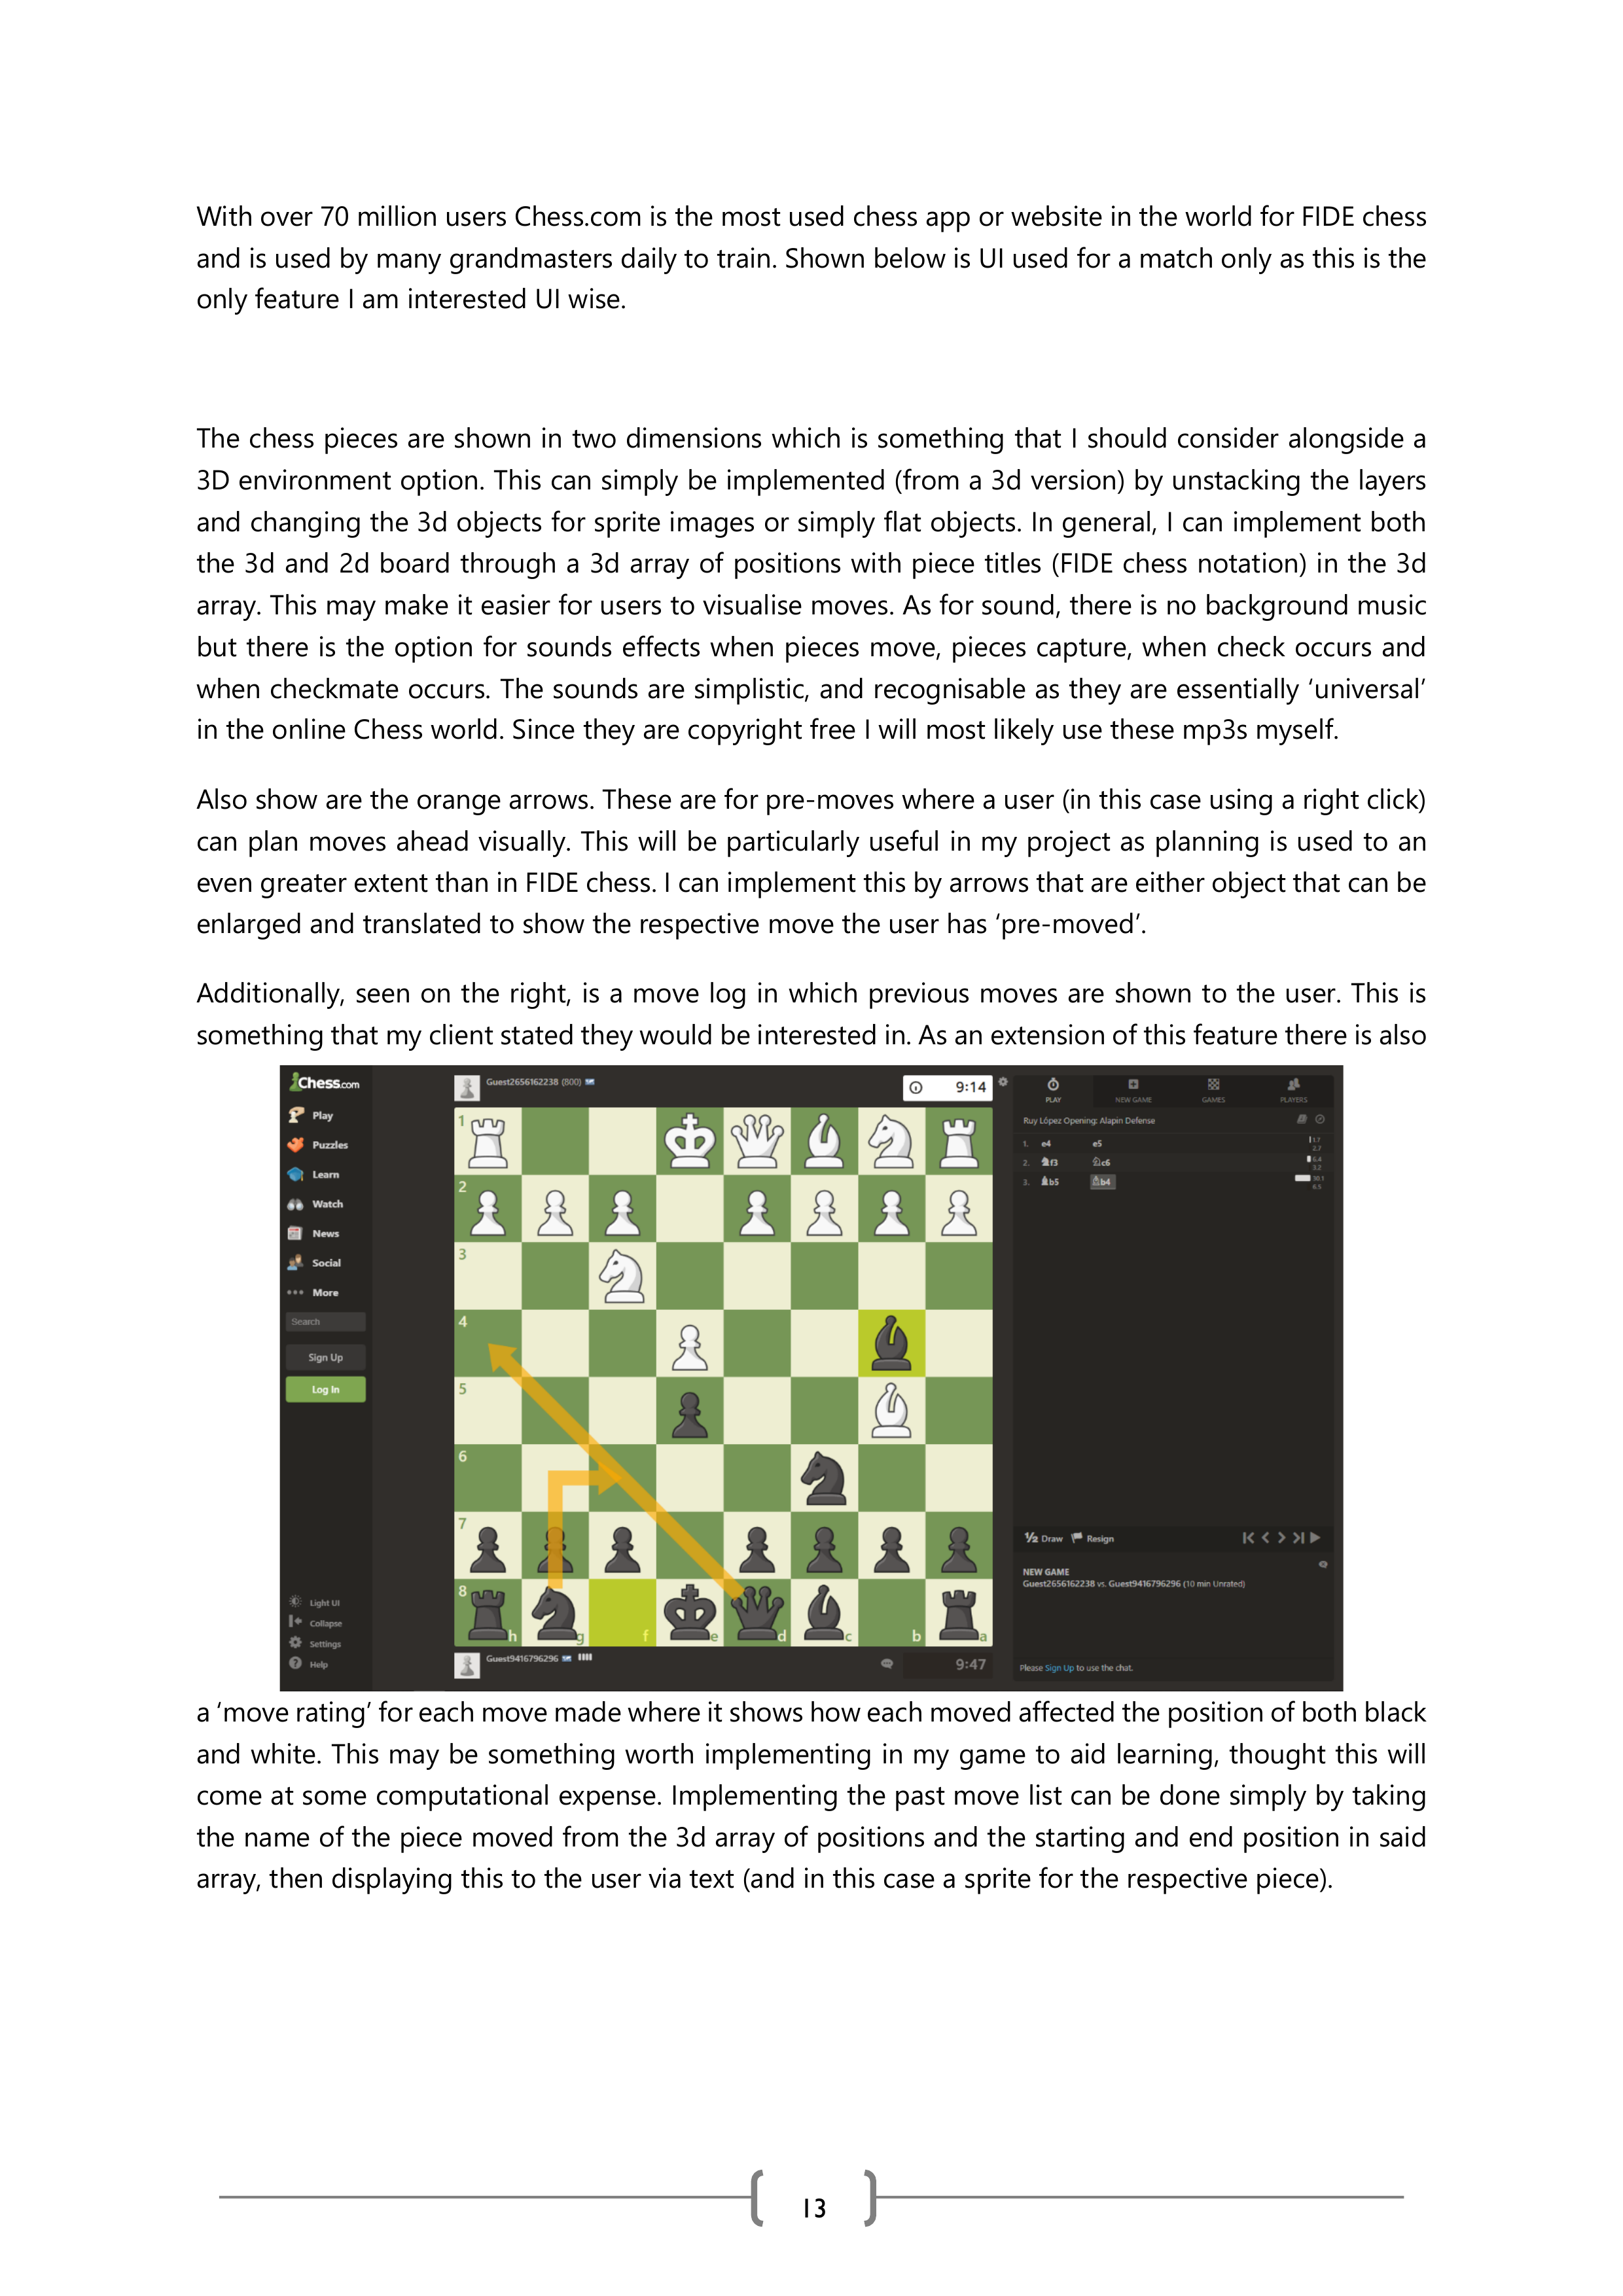 With over 70 million users Chess.com is the most used chess app or website in the world for FIDE chess
and is used by many grandmasters daily to train. Shown below is UI used for a match only as this is the
only feature I am interested UI wise.
The chess pieces are shown in two dimensions which is something that I should consider alongside a
3D environment option. This can simply be implemented (from a 3d version) by unstacking the layers
and changing the 3d objects for sprite images or simply flat objects. In general, I can implement both
the 3d and 2d board through a 3d array of positions with piece titles (FIDE chess notation) in the 3d
array. This may make it easier for users to visualise moves. As for sound, there is no background music
but there is the option for sounds effects when pieces move, pieces capture, when check occurs and
when checkmate occurs. The sounds are simplistic, and recognisable as they are essentially ‘universal’
in the online Chess world. Since they are copyright free I will most likely use these mp3s myself.
Also show are the orange arrows. These are for pre-moves where a user (in this case using a right click)
can plan moves ahead visually. This will be particularly useful in my project as planning is used to an
even greater extent than in FIDE chess. I can implement this by arrows that are either object that can be
enlarged and translated to show the respective move the user has ‘pre-moved’.
Additionally, seen on the right, is a move log in which previous moves are shown to the user. This is
something that my client stated they would be interested in. As an extension of this feature there is also
Chess.com
Play
Puzzles
Learn
Watch
News
Social
More
Search
Sign Up
Log In
Light UI
Collapse
Settings
Help
Guest2656162238 (800)
9:14
1
2
3
4
5
6
7
8
h g f e d c b a
Guest9416796296
9:47
PLAY NEW GAME GAMES PLAYERS
Ruy López Opening: Alapin Defense
1. e4 e5 1.7
2.7
2. f3 c6 6.4
3.2
3. b5 b4 30.1
6.5
½ Draw Resign
NEW GAME
Guest2656162238 vs. Guest9416796296 (10 min Unrated)
Please Sign Up to use the chat.
a ‘move rating’ for each move made where it shows how each moved affected the position of both black
and white. This may be something worth implementing in my game to aid learning, thought this will
come at some computational expense. Implementing the past move list can be done simply by taking
the name of the piece moved from the 3d array of positions and the starting and end position in said
array, then displaying this to the user via text (and in this case a sprite for the respective piece).
13